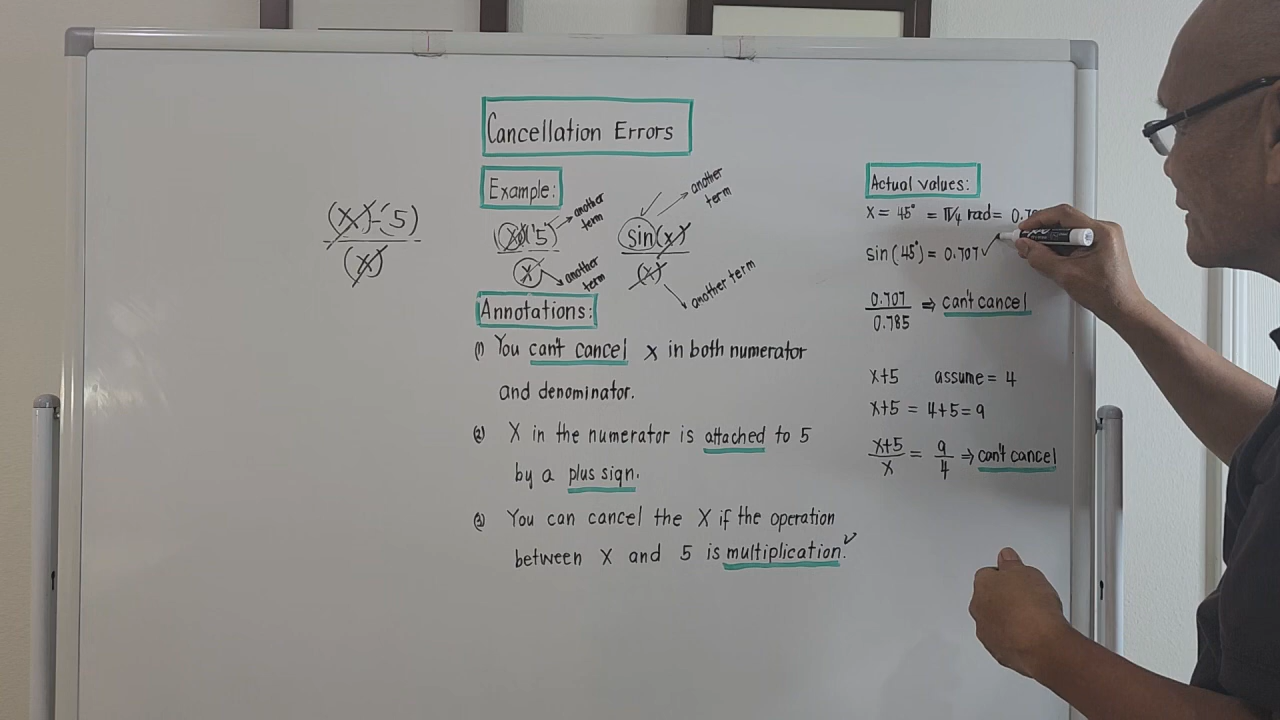 Cancellation Errors
Example:
(x)(5)
another term
(x)
another term
sin(x)
another term
(x)
another term
(x)-(5)
(x)
Annotations:
(1) You can't cancel x in both numerator
and denominator.
(2) X in the numerator is attached to 5
by a plus sign.
(3) You can cancel the X if the operation
between X and 5 is multiplication.
Actual values:
x = 45° = π/4 rad = 0.7
sin(45°) = 0.707 ✓
0.707
0.785 ⇒ can't cancel
x+5 assume = 4
x+5 = 4+5=9
x+5/x = 9/4 ⇒ can't cancel